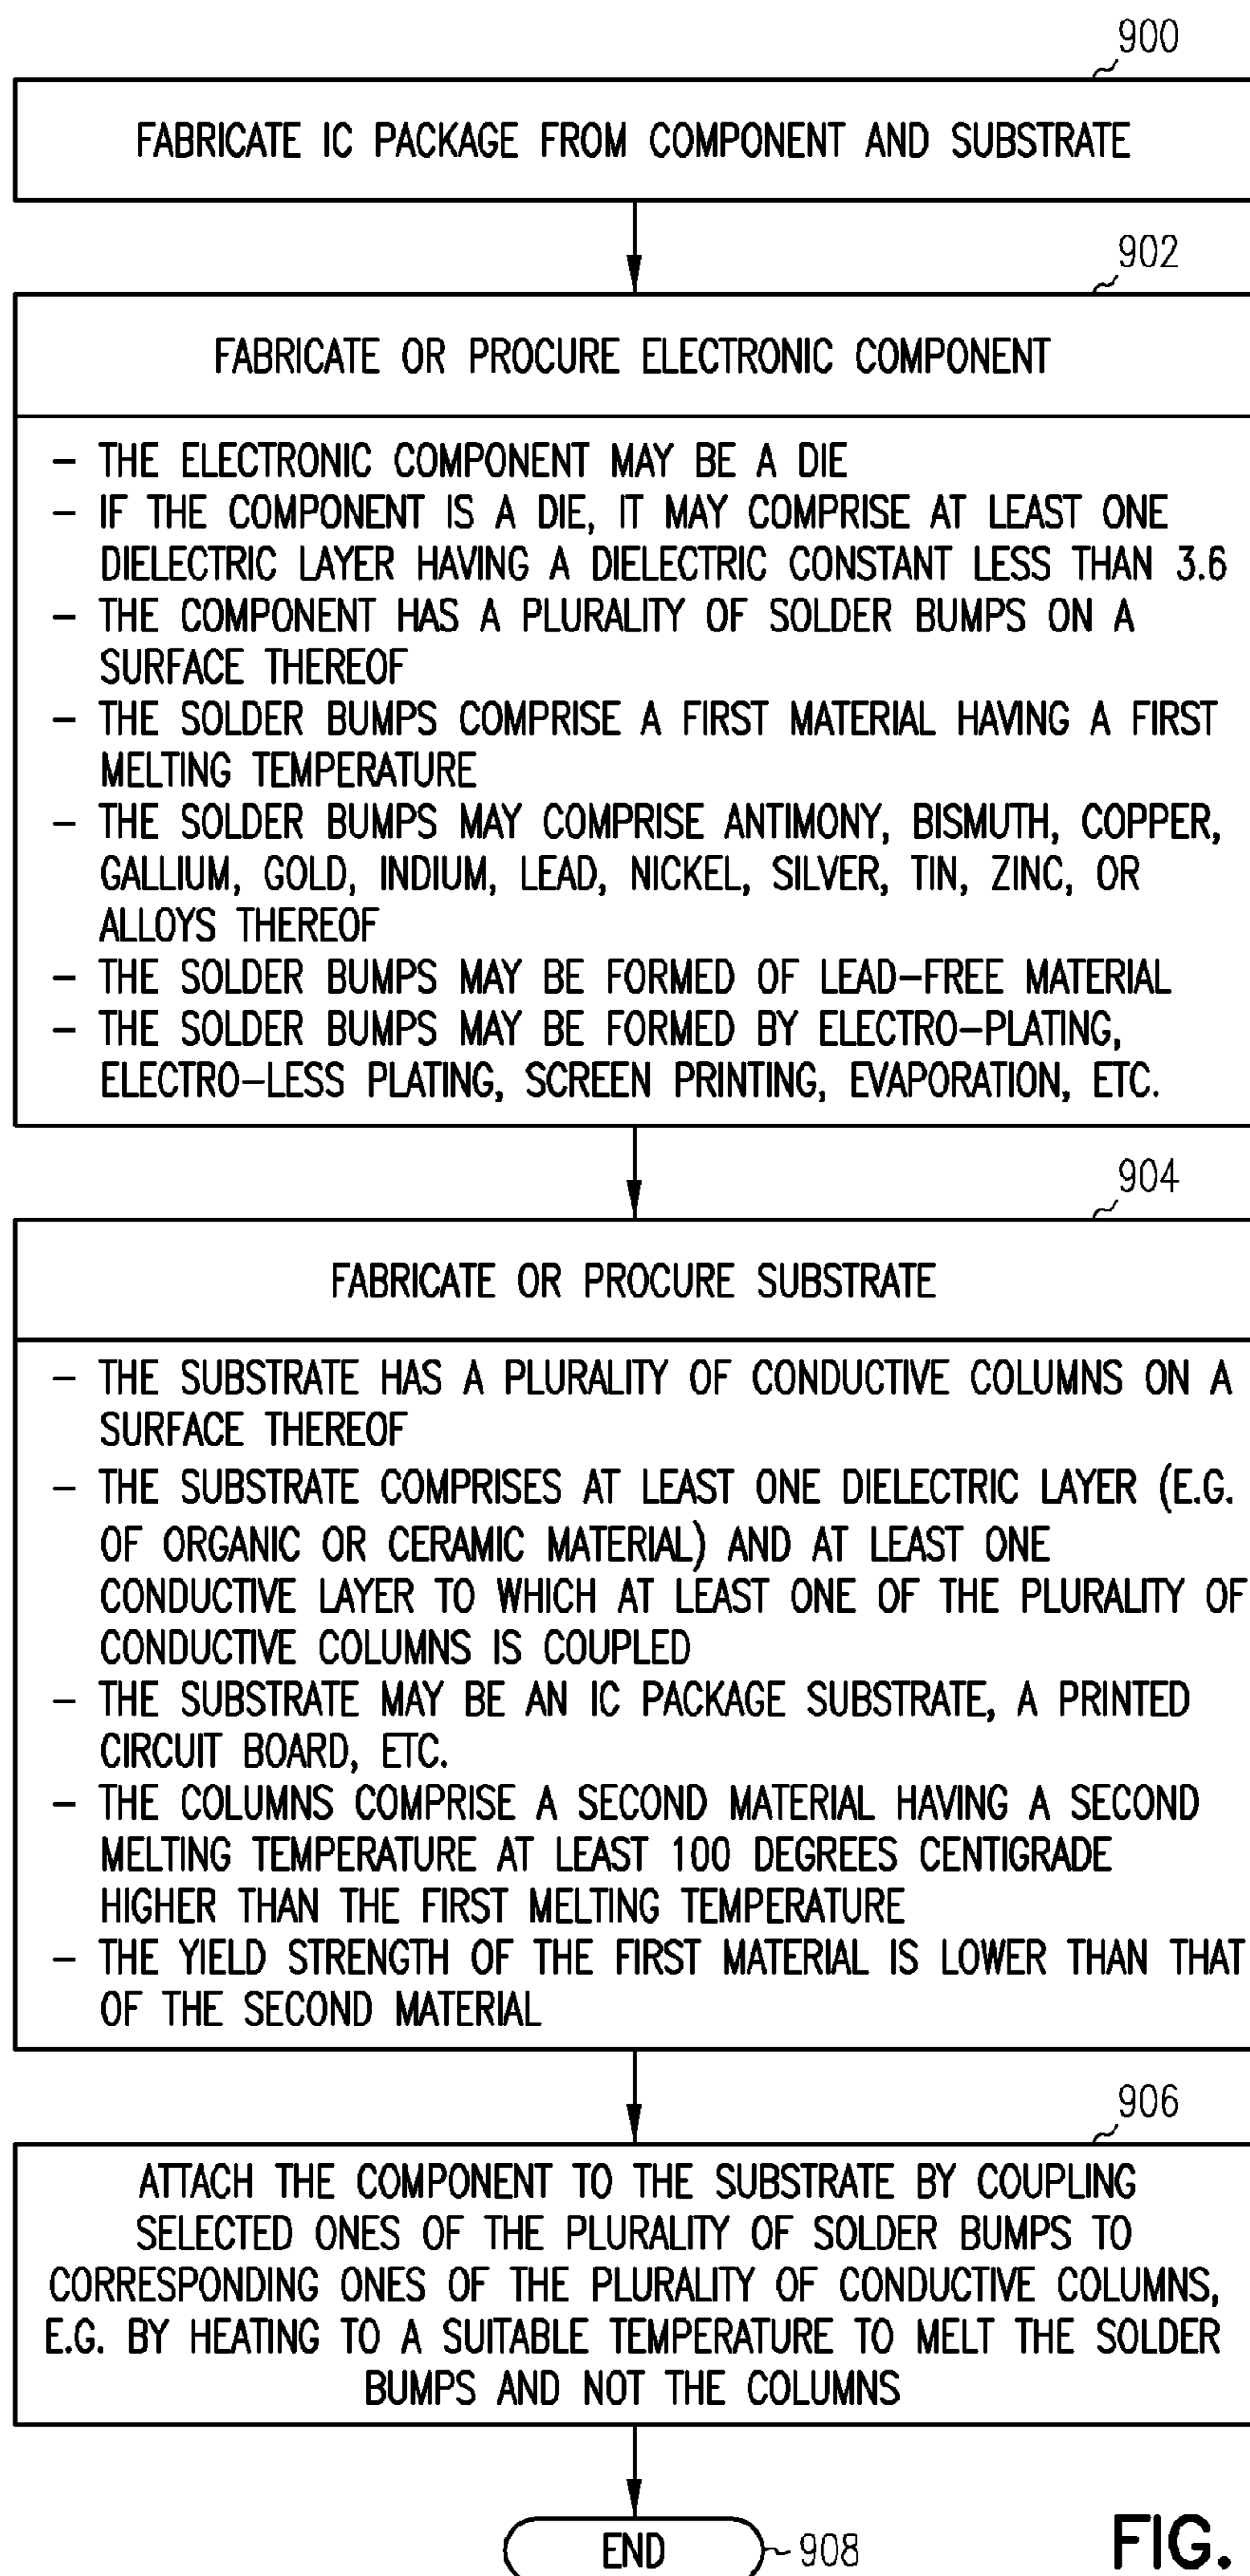 900
FABRICATE IC PACKAGE FROM COMPONENT AND SUBSTRATE
902
FABRICATE OR PROCURE ELECTRONIC COMPONENT
– THE ELECTRONIC COMPONENT MAY BE A DIE
– IF THE COMPONENT IS A DIE, IT MAY COMPRISE AT LEAST ONE
DIELECTRIC LAYER HAVING A DIELECTRIC CONSTANT LESS THAN 3.6
– THE COMPONENT HAS A PLURALITY OF SOLDER BUMPS ON A
SURFACE THEREOF
– THE SOLDER BUMPS COMPRISE A FIRST MATERIAL HAVING A FIRST
MELTING TEMPERATURE
– THE SOLDER BUMPS MAY COMPRISE ANTIMONY, BISMUTH, COPPER,
GALLIUM, GOLD, INDIUM, LEAD, NICKEL, SILVER, TIN, ZINC, OR
ALLOYS THEREOF
– THE SOLDER BUMPS MAY BE FORMED OF LEAD–FREE MATERIAL
– THE SOLDER BUMPS MAY BE FORMED BY ELECTRO–PLATING,
ELECTRO–LESS PLATING, SCREEN PRINTING, EVAPORATION, ETC.
904
FABRICATE OR PROCURE SUBSTRATE
– THE SUBSTRATE HAS A PLURALITY OF CONDUCTIVE COLUMNS ON A
SURFACE THEREOF
– THE SUBSTRATE COMPRISES AT LEAST ONE DIELECTRIC LAYER (E.G.
OF ORGANIC OR CERAMIC MATERIAL) AND AT LEAST ONE
CONDUCTIVE LAYER TO WHICH AT LEAST ONE OF THE PLURALITY OF
CONDUCTIVE COLUMNS IS COUPLED
– THE SUBSTRATE MAY BE AN IC PACKAGE SUBSTRATE, A PRINTED
CIRCUIT BOARD, ETC.
– THE COLUMNS COMPRISE A SECOND MATERIAL HAVING A SECOND
MELTING TEMPERATURE AT LEAST 100 DEGREES CENTIGRADE
HIGHER THAN THE FIRST MELTING TEMPERATURE
– THE YIELD STRENGTH OF THE FIRST MATERIAL IS LOWER THAN THAT
OF THE SECOND MATERIAL
906
ATTACH THE COMPONENT TO THE SUBSTRATE BY COUPLING
SELECTED ONES OF THE PLURALITY OF SOLDER BUMPS TO
CORRESPONDING ONES OF THE PLURALITY OF CONDUCTIVE COLUMNS,
E.G. BY HEATING TO A SUITABLE TEMPERATURE TO MELT THE SOLDER
BUMPS AND NOT THE COLUMNS
END 908
FIG.